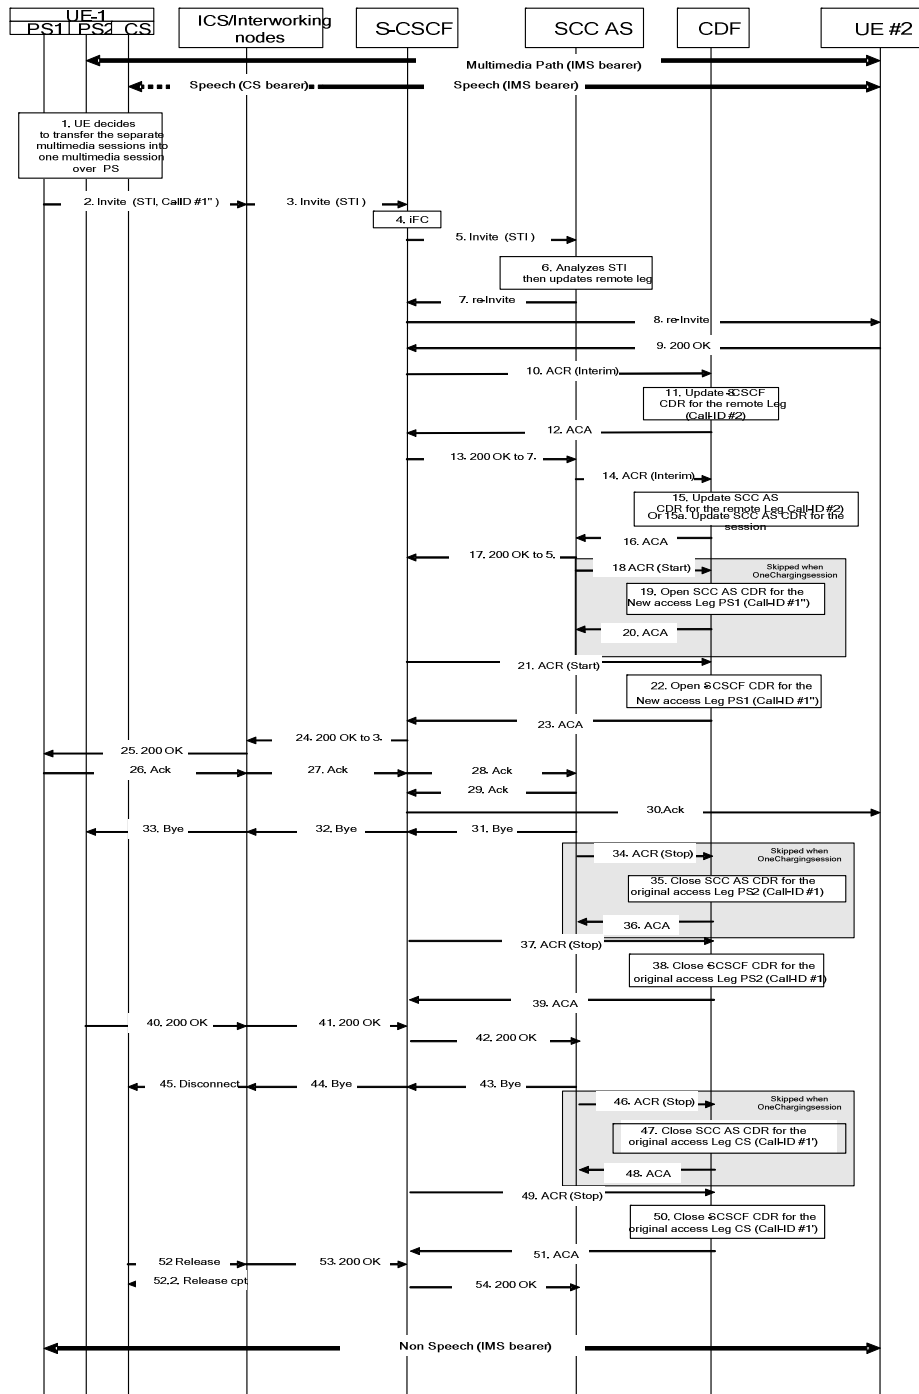 UE-1
PS1 PS2 CS
ICS/Interworking
nodes
S-CSCF
SCC AS
CDF
UE #2
Multimedia Path (IMS bearer)
Speech (CS bearer)
Speech (IMS bearer)
1. UE decides
to transfer the separate
multimedia sessions into
one multimedia session
over PS
2. Invite (STI, CallD #1")
3. Invite (STI )
4. iFC
5. Invite (STI )
6. Analyzes STI
then updates remote leg
7. re-Invite
8. re-Invite
9. 200 OK
10. ACR (Interim)
11. Update S-CSCF
CDR for the remote Leg
(Call-ID #2)
12. ACA
13. 200 OK to 7.
14. ACR (Interim)
15. Update SCC AS
CDR for the remote Leg Call-ID #2)
Or 15a. Update SCC AS CDR for the
session
16. ACA
17. 200 OK to 5.
Skipped when
OneChargingsession
18 ACR (Start)
19. Open SCC AS CDR for the
New access Leg PS1 (Call-ID #1")
20. ACA
21. ACR (Start)
22. Open S-CSCF CDR for the
New access Leg PS1 (Call-ID #1")
23. ACA
24. 200 OK to 3.
25. 200 OK
26. Ack
27. Ack
28. Ack
29. Ack
30.Ack
33. Bye
32. Bye
31. Bye
Skipped when
OneChargingsession
34. ACR (Stop)
35. Close SCC AS CDR for the
original access Leg PS2 (Call-ID #1)
36. ACA
37. ACR (Stop)
38. Close S-CSCF CDR for the
original access Leg PS2 (Call-ID #1)
39. ACA
40. 200 OK
41. 200 OK
42. 200 OK
45. Disconnect
44. Bye
43. Bye
Skipped when
OneChargingsession
46. ACR (Stop)
47. Close SCC AS CDR for the
original access Leg CS (Call-ID #1')
48. ACA
49. ACR (Stop)
50. Close S-CSCF CDR for the
original access Leg CS (Call-ID #1')
51. ACA
52 Release
53. 200 OK
52.2. Release cpt
54. 200 OK
Non Speech (IMS bearer)